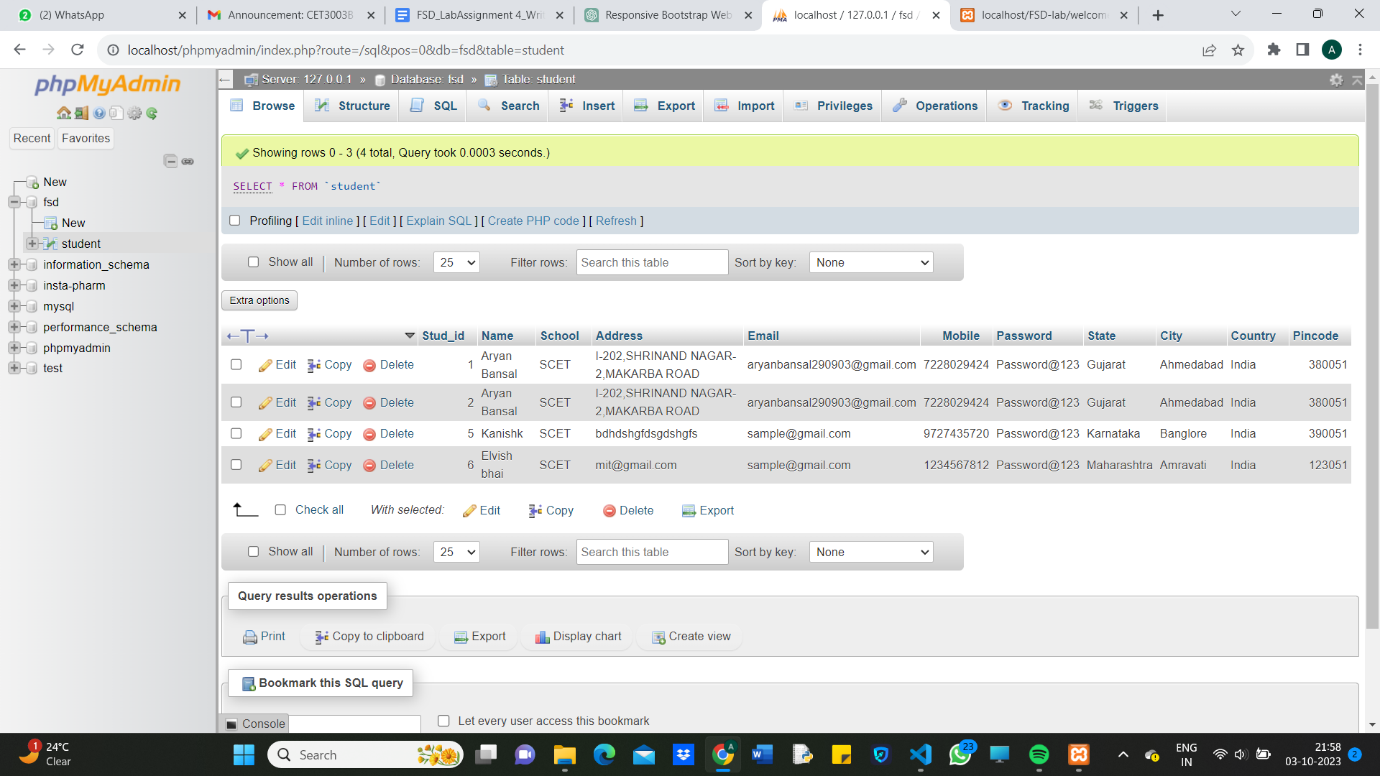 (2) WhatsApp
Announcement: CET3003B
FSD_LabAssignment 4_Wri
Responsive Bootstrap Web
localhost / 127.0.0.1 / fsd /
localhost/FSD-lab/welcom
localhost/phpmyadmin/index.php?route=/sql&pos=0&db=fsd&table=student
A
phpMyAdmin
Recent
Favorites
New
fsd
New
student
information_schema
insta-pharm
mysql
performance_schema
phpmyadmin
test
Server: 127.0.0.1 » Database: fsd » Table: student
Browse Structure SQL Search Insert Export Import Privileges Operations Tracking Triggers
Showing rows 0 - 3 (4 total, Query took 0.0003 seconds.)
SELECT * FROM `student`
Profiling [ Edit inline ] [ Edit ] [ Explain SQL ] [ Create PHP code ] [ Refresh ]
Show all Number of rows: 25 Filter rows: Search this table Sort by key: None
Extra options
Stud_id Name School Address Email Mobile Password State City Country Pincode
Edit Copy Delete 1 Aryan Bansal SCET I-202,SHRINAND NAGAR-2,MAKARBA ROAD aryanbansal290903@gmail.com 7228029424 Password@123 Gujarat Ahmedabad India 380051
Edit Copy Delete 2 Aryan Bansal SCET I-202,SHRINAND NAGAR-2,MAKARBA ROAD aryanbansal290903@gmail.com 7228029424 Password@123 Gujarat Ahmedabad India 380051
Edit Copy Delete 5 Kanishk SCET bdhdshgfdsgdshgfs sample@gmail.com 9727435720 Password@123 Karnataka Banglore India 390051
Edit Copy Delete 6 Elvish bhai SCET mit@gmail.com sample@gmail.com 1234567812 Password@123 Maharashtra Amravati India 123051
Check all With selected: Edit Copy Delete Export
Show all Number of rows: 25 Filter rows: Search this table Sort by key: None
Query results operations
Print Copy to clipboard Export Display chart Create view
Bookmark this SQL query
Console
Let every user access this bookmark
1
24°C
Clear
Search
23
ENG
IN
21:58
03-10-2023
2